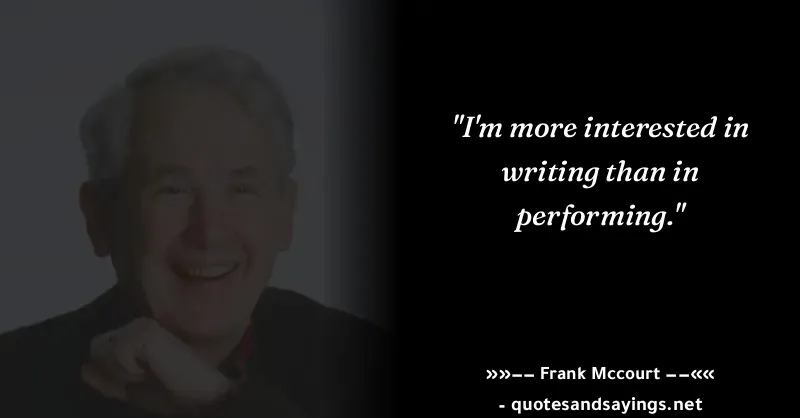 "I'm more interested in
writing than in
performing."
»»—— Frank Mccourt ——««
- quotesandsayings.net